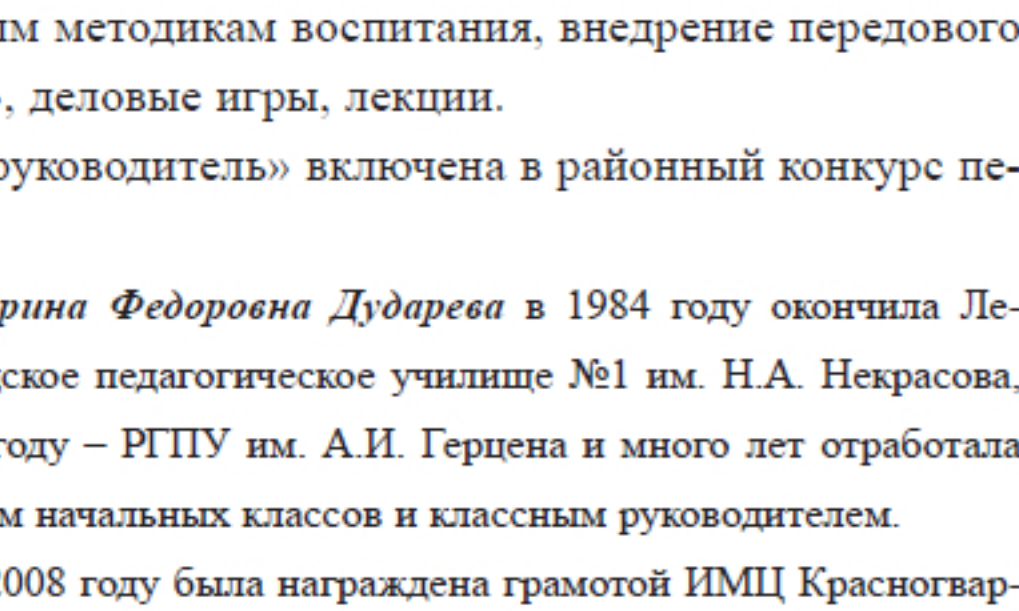 ым методикам воспитания, внедрение передового
», деловые игры, лекции.
руководитель» включена в районный конкурс пе-
рина Федоровна Дударева в 1984 году окончила Ле-
дское педагогическое училище №1 им. Н.А. Некрасова,
году – РГПУ им. А.И. Герцена и много лет отработала
м начальных классов и классным руководителем.
2008 году была награждена грамотой ИМЦ Красногвар-